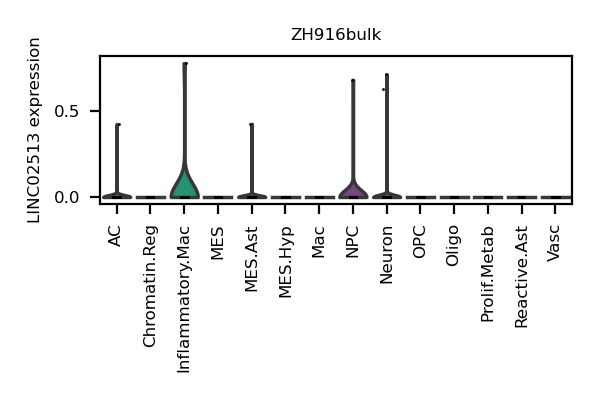 ZH916bulk
LINC02513 expression
0.5
0.0
AC
Chromatin.Reg
Inflammatory.Mac
MES
MES.Ast
MES.Hyp
Mac
NPC
Neuron
OPC
Oligo
Prolif.Metab
Reactive.Ast
Vasc